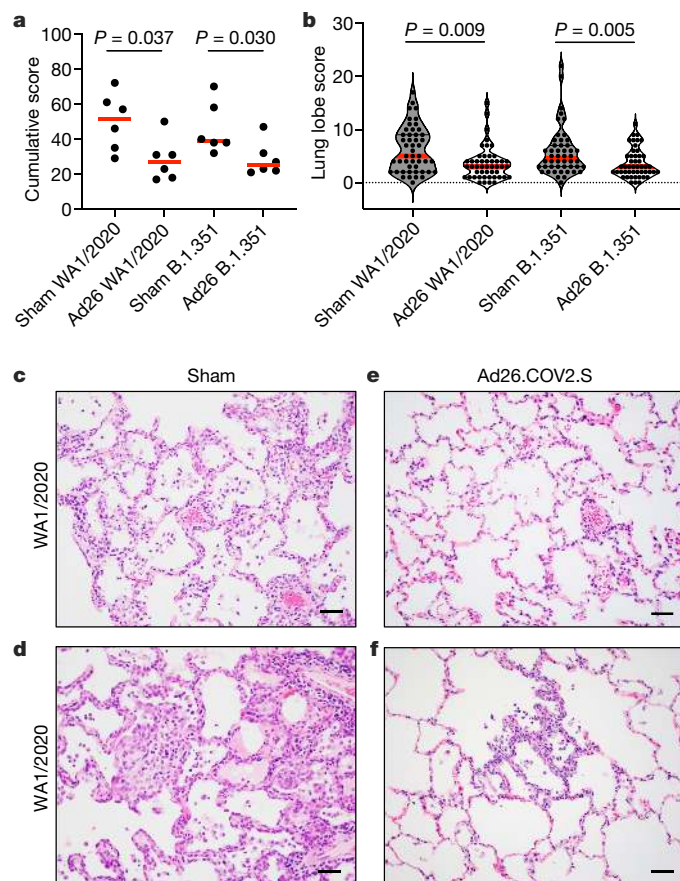 a
100
80
60
40
20
0
Cumulative score
P = 0.037
P = 0.030
Sham WA1/2020
Ad26 WA1/2020
Sham B.1.351
Ad26 B.1.351
b
30
20
10
0
Lung lobe score
P = 0.009
P = 0.005
Sham WA1/2020
Ad26 WA1/2020
Sham B.1.351
Ad26 B.1.351
c
Sham
e
Ad26.COV2.S
WA1/2020
d
f
WA1/2020